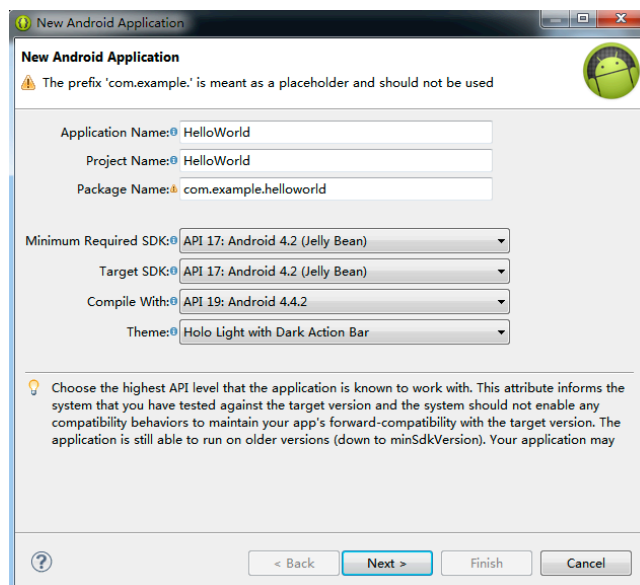 New Android Application
New Android Application
The prefix 'com.example.' is meant as a placeholder and should not be used
Application Name: HelloWorld
Project Name: HelloWorld
Package Name: com.example.helloworld
Minimum Required SDK: API 17: Android 4.2 (Jelly Bean)
Target SDK: API 17: Android 4.2 (Jelly Bean)
Compile With: API 19: Android 4.4.2
Theme: Holo Light with Dark Action Bar
Choose the highest API level that the application is known to work with. This attribute informs the
system that you have tested against the target version and the system should not enable any
compatibility behaviors to maintain your app's forward-compatibility with the target version. The
application is still able to run on older versions (down to minSdkVersion). Your application may
< Back Next > Finish Cancel